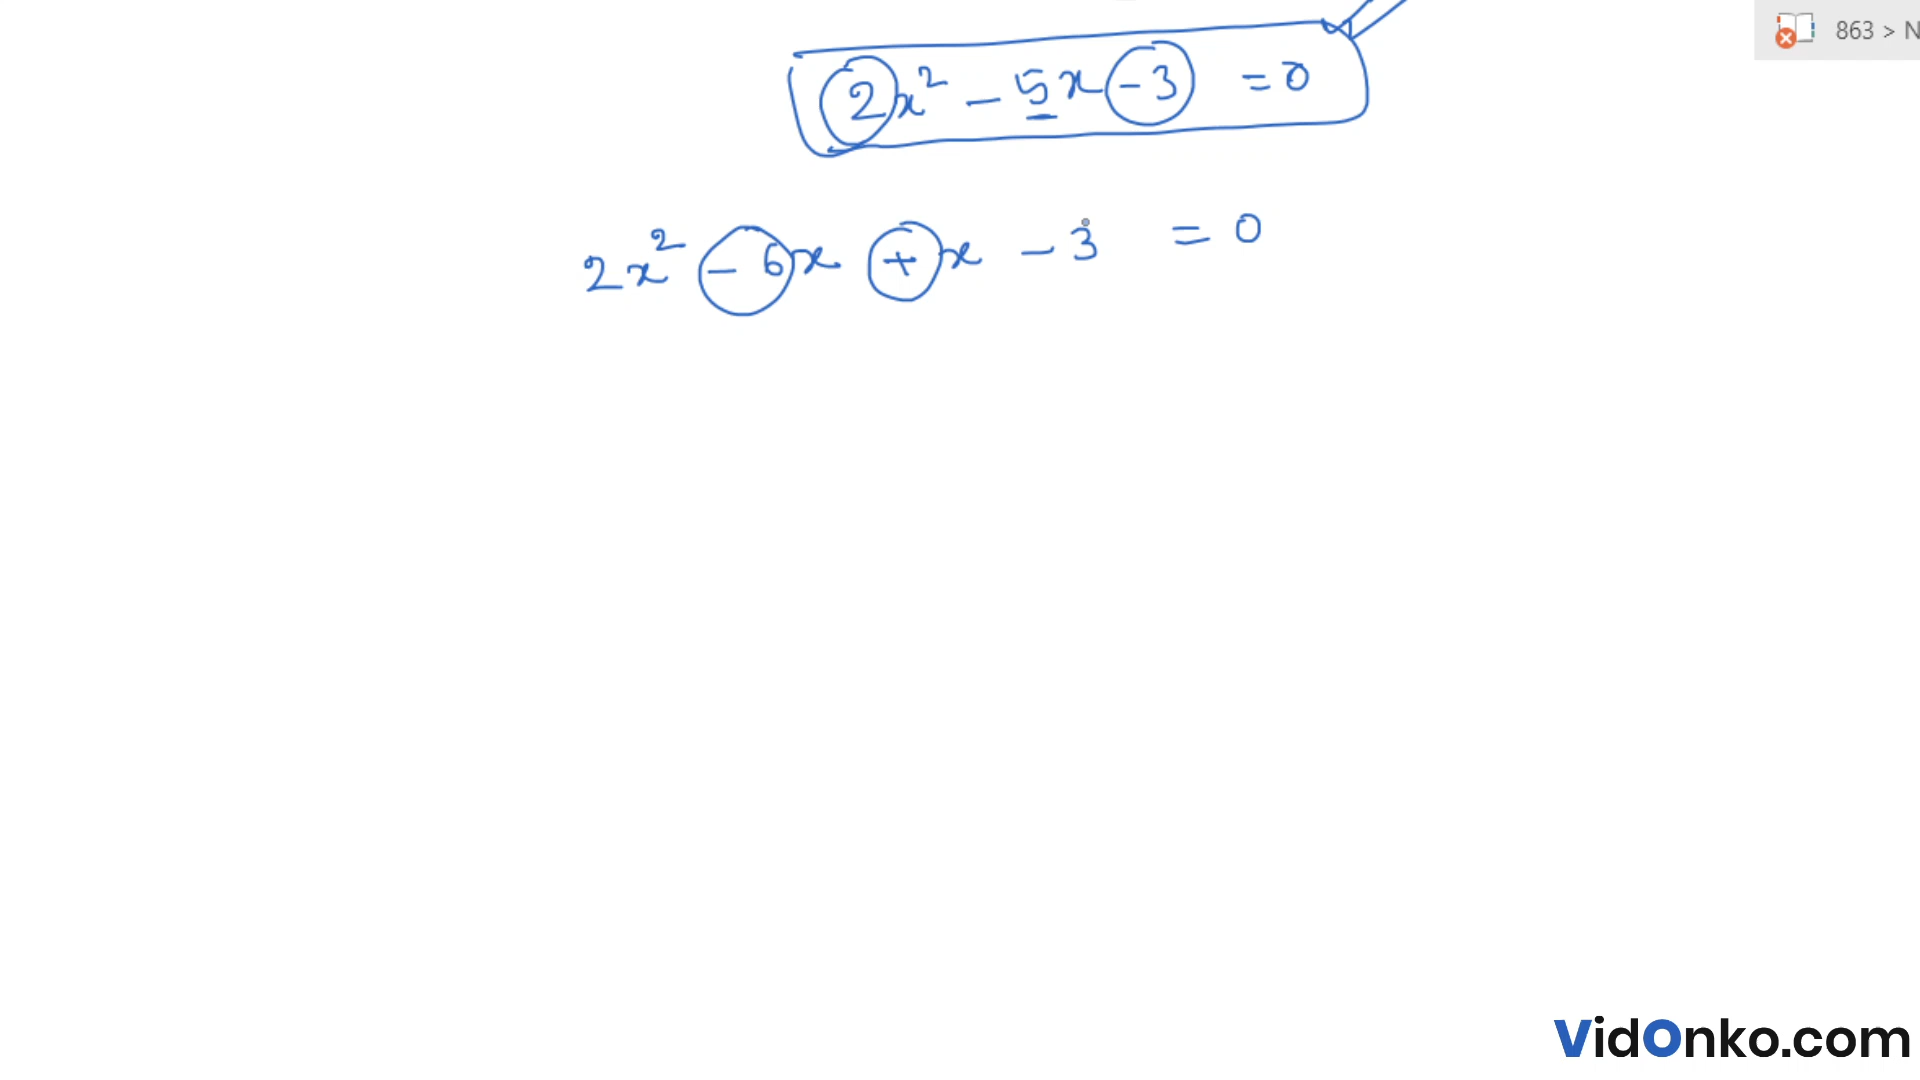 863 > N
2x² - 5x - 3 = 0
2x² - 6x + x - 3 = 0
VidOnko.com